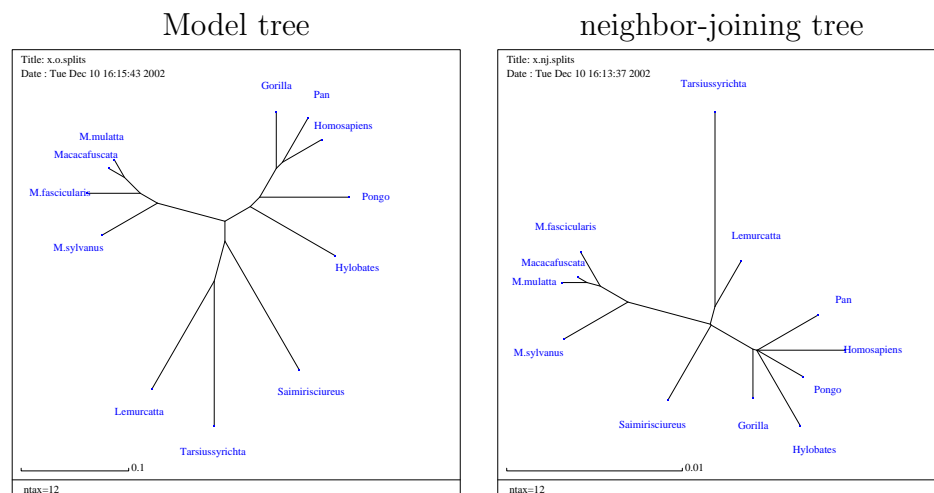 Model tree
Title: x.o.splits
Date : Tue Dec 10 16:15:43 2002
Gorilla
Pan
Homosapiens
M.mulatta
Macacafuscata
M.fascicularis
Pongo
M.sylvanus
Hylobates
Saimirisciureus
Lemurcatta
Tarsiussyrichta
0.1
ntax=12
neighbor-joining tree
Title: x.nj.splits
Date : Tue Dec 10 16:13:37 2002
Tarsiussyrichta
M.fascicularis
Lemurcatta
Macacafuscata
M.mulatta
Pan
M.sylvanus
Homosapiens
Pongo
Saimirisciureus
Gorilla
Hylobates
0.01
ntax=12